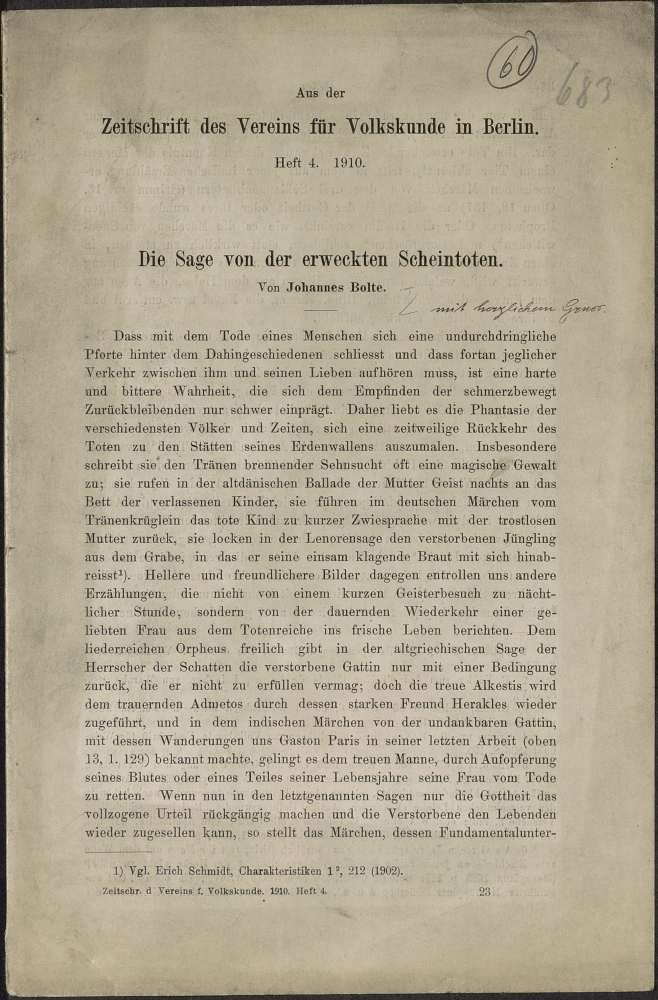 60
683
Aus der
Zeitschrift des Vereins für Volkskunde in Berlin.
Heft 4. 1910.
Die Sage von der erweckten Scheintoten.
Von Johannes Bolte.
mit herzlichem Gruss.
Dass mit dem Tode eines Menschen sich eine undurchdringliche
Pforte hinter dem Dahingeschiedenen schliesst und dass fortan jeglicher
Verkehr zwischen ihm und seinen Lieben aufhören muss, ist eine harte
und bittere Wahrheit, die sich dem Empfinden der schmerzbewegt
Zurückbleibenden nur schwer einprägt. Daher liebt es die Phantasie der
verschiedensten Völker und Zeiten, sich eine zeitweilige Rückkehr des
Toten zu den Stätten seines Erdenwallens auszumalen. Insbesondere
schreibt sie den Tränen brennender Sehnsucht oft eine magische Gewalt
zu; sie rufen in der altdänischen Ballade der Mutter Geist nachts an das
Bett der verlassenen Kinder, sie führen im deutschen Märchen vom
Tränenkrüglein das tote Kind zu kurzer Zwiesprache mit der trostlosen
Mutter zurück, sie locken in der Lenorensage den verstorbenen Jüngling
aus dem Grabe, in das er seine einsam klagende Braut mit sich hinab-
reisst¹). Hellere und freundlichere Bilder dagegen entrollen uns andere
Erzählungen, die nicht von einem kurzen Geisterbesuch zu nächt-
licher Stunde, sondern von der dauernden Wiederkehr einer ge-
liebten Frau aus dem Totenreiche ins frische Leben berichten. Dem
liederreichen Orpheus freilich gibt in der altgriechischen Sage der
Herrscher der Schatten die verstorbene Gattin nur mit einer Bedingung
zurück, die er nicht zu erfüllen vermag; doch die treue Alkestis wird
dem trauernden Admetos durch dessen starken Freund Herakles wieder
zugeführt, und in dem indischen Märchen von der undankbaren Gattin,
mit dessen Wanderungen uns Gaston Paris in seiner letzten Arbeit (oben
13, 1. 129) bekannt machte, gelingt es dem treuen Manne, durch Aufopferung
seines Blutes oder eines Teiles seiner Lebensjahre seine Frau vom Tode
zu retten. Wenn nun in den letztgenannten Sagen nur die Gottheit das
vollzogene Urteil rückgängig machen und die Verstorbene den Lebenden
wieder zugesellen kann, so stellt das Märchen, dessen Fundamentalunter-
1) Vgl. Erich Schmidt, Charakteristiken 1², 212 (1902).
Zeitschr. d Vereins f. Volkskunde. 1910. Heft 4.
23